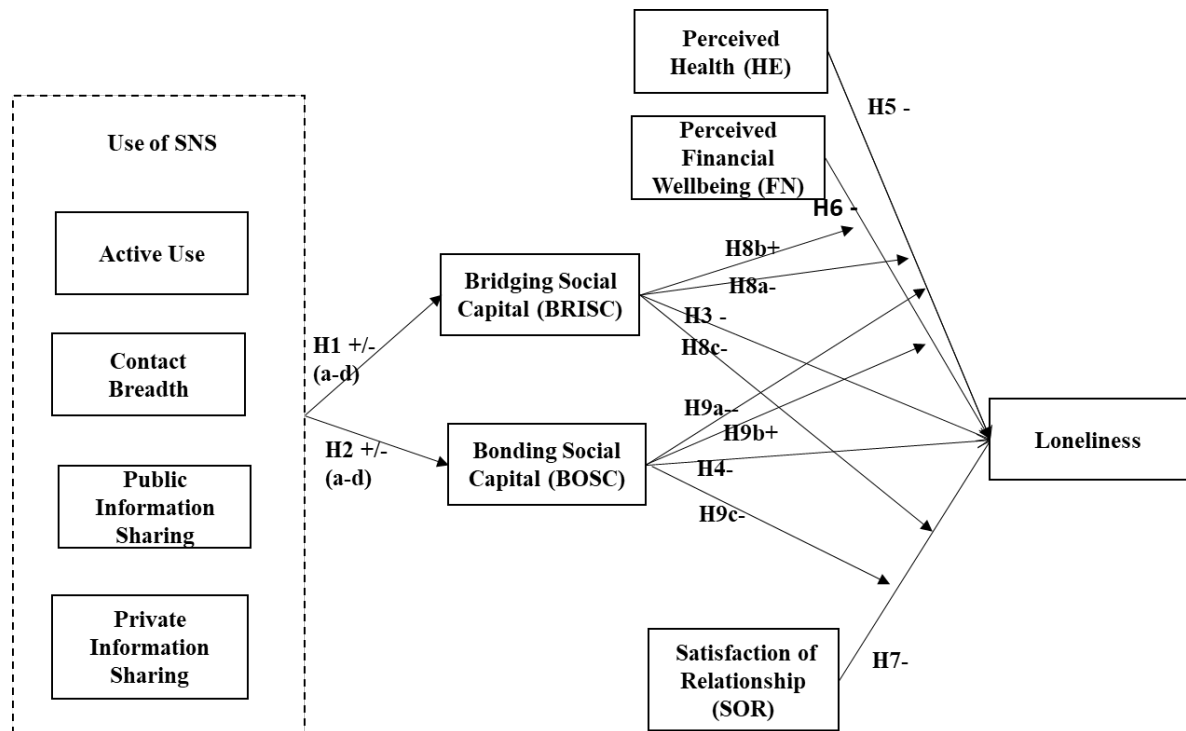 Use of SNS
Active Use
Contact
Breadth
Public
Information
Sharing
Private
Information
Sharing
H1 +/-
(a-d)
H2 +/-
(a-d)
Bridging Social
Capital (BRISC)
Bonding Social
Capital (BOSC)
Perceived
Health (HE)
Perceived
Financial
Wellbeing (FN)
H5 -
H6 -
H8b+
H8a-
H3 -
H8c-
H9a--
H9b+
H4-
H9c-
Loneliness
Satisfaction of
Relationship
(SOR)
H7-